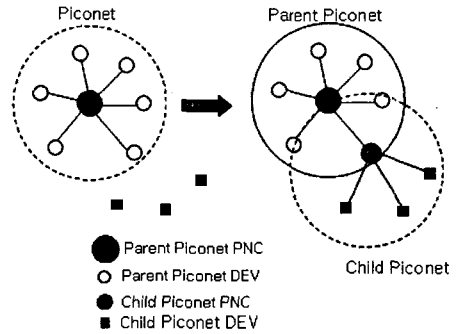 Piconet
Parent Piconet
Child Piconet
Parent Piconet PNC
Parent Piconet DEV
Child Piconet PNC
Child Piconet DEV